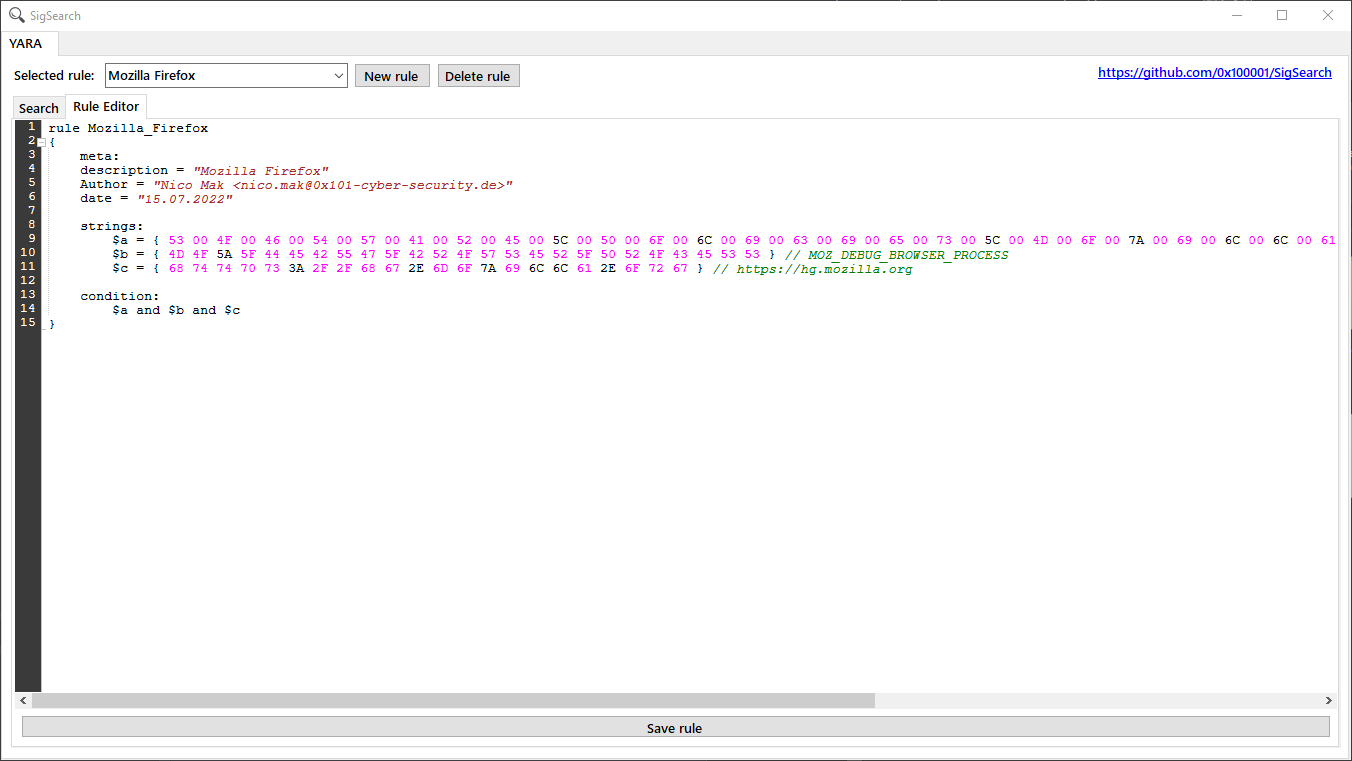 SigSearch
YARA
Selected rule: Mozilla Firefox New rule Delete rule https://github.com/0x100001/SigSearch
Search Rule Editor
1 rule Mozilla_Firefox
2 {
3 meta:
4 description = "Mozilla Firefox"
5 Author = "Nico Mak <nico.mak@0x101-cyber-security.de>"
6 date = "15.07.2022"
7
8 strings:
9 $a = { 53 00 4F 00 46 00 54 00 57 00 41 00 52 00 45 00 5C 00 50 00 6F 00 6C 00 69 00 63 00 69 00 65 00 73 00 5C 00 4D 00 6F 00 7A 00 69 00 6C 00 6C 00 61
10 $b = { 4D 4F 5A 5F 44 45 42 55 47 5F 42 52 4F 57 53 45 52 5F 50 52 4F 43 45 53 53 } // MOZ_DEBUG_BROWSER_PROCESS
11 $c = { 68 74 74 70 73 3A 2F 2F 68 67 2E 6D 6F 7A 69 6C 6C 61 2E 6F 72 67 } // https://hg.mozilla.org
12
13 condition:
14 $a and $b and $c
15 }
Save rule